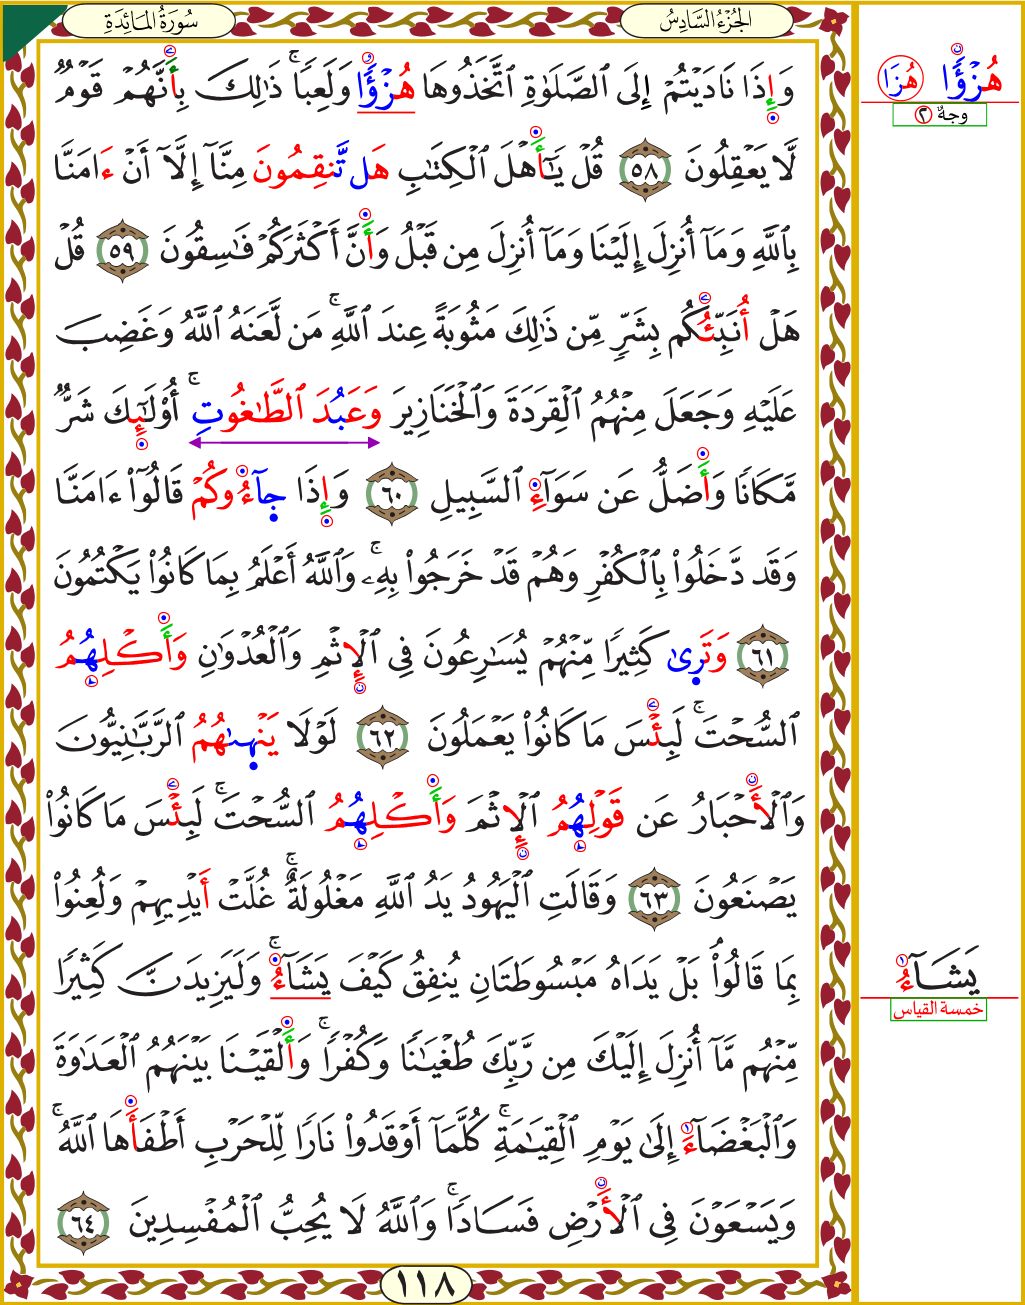 الجُزْءُ السَّادِسُ
سُورَةُ المَائِدَةِ
وَإِذَا نَادَيْتُمْ إِلَى ٱلصَّلَوٰةِ ٱتَّخَذُوهَا هُزْؤًا وَلَعِبًا ۚ ذَٰلِكَ بِأَنَّهُمْ قَوْمٌ
لَّا يَعْقِلُونَ ٥٨ قُلْ يَٰٓأَهْلَ ٱلْكِتَٰبِ هَل تَّنقِمُونَ مِنَّآ إِلَّآ أَنْ ءَامَنَّا
بِٱللَّهِ وَمَآ أُنزِلَ إِلَيْنَا وَمَآ أُنزِلَ مِن قَبْلُ وَأَنَّ أَكْثَرَكُمْ فَٰسِقُونَ ٥٩ قُلْ
هَلْ أُنَبِّئُكُم بِشَرٍّ مِّن ذَٰلِكَ مَثُوبَةً عِندَ ٱللَّهِ ۚ مَن لَّعَنَهُ ٱللَّهُ وَغَضِبَ
عَلَيْهِ وَجَعَلَ مِنْهُمُ ٱلْقِرَدَةَ وَٱلْخَنَازِيرَ وَعَبُدَ ٱلطَّٰغُوتِ ۚ أُوْلَٰٓئِكَ شَرٌّ
مَّكَانًا وَأَضَلُّ عَن سَوَآءِ ٱلسَّبِيلِ ٦٠ وَإِذَا جَآءُوكُمْ قَالُوٓاْ ءَامَنَّا
وَقَد دَّخَلُواْ بِٱلْكُفْرِ وَهُمْ قَدْ خَرَجُواْ بِهِۦ ۚ وَٱللَّهُ أَعْلَمُ بِمَا كَانُواْ يَكْتُمُونَ
٦١ وَتَرَىٰ كَثِيرًا مِّنْهُمْ يُسَٰرِعُونَ فِى ٱلْإِثْمِ وَٱلْعُدْوَٰنِ وَأَكْلِهِمُ
ٱلسُّحْتَ ۚ لَبِئْسَ مَا كَانُواْ يَعْمَلُونَ ٦٢ لَوْلَا يَنْهَىٰهُمُ ٱلرَّبَّٰنِيُّونَ
وَٱلْأَحْبَارُ عَن قَوْلِهِمُ ٱلْإِثْمَ وَأَكْلِهِمُ ٱلسُّحْتَ ۚ لَبِئْسَ مَا كَانُواْ
يَصْنَعُونَ ٦٣ وَقَالَتِ ٱلْيَهُودُ يَدُ ٱللَّهِ مَغْلُولَةٌ ۚ غُلَّتْ أَيْدِيهِمْ وَلُعِنُواْ
بِمَا قَالُواْ ۘ بَلْ يَدَاهُ مَبْسُوطَتَانِ يُنفِقُ كَيْفَ يَشَآءُ ۚ وَلَيَزِيدَنَّ كَثِيرًا
مِّنْهُم مَّآ أُنزِلَ إِلَيْكَ مِن رَّبِّكَ طُغْيَٰنًا وَكُفْرًا ۚ وَأَلْقَيْنَا بَيْنَهُمُ ٱلْعَدَٰوَةَ
وَٱلْبَغْضَآءَ إِلَىٰ يَوْمِ ٱلْقِيَٰمَةِ ۚ كُلَّمَآ أَوْقَدُواْ نَارًا لِّلْحَرْبِ أَطْفَأَهَا ٱللَّهُ ۚ
وَيَسْعَوْنَ فِى ٱلْأَرْضِ فَسَادًا ۚ وَٱللَّهُ لَا يُحِبُّ ٱلْمُفْسِدِينَ ٦٤
١١٨
هُزْؤًا هُزَا
وجهٌ ٢
يَشَآءُ
خمسة القياس